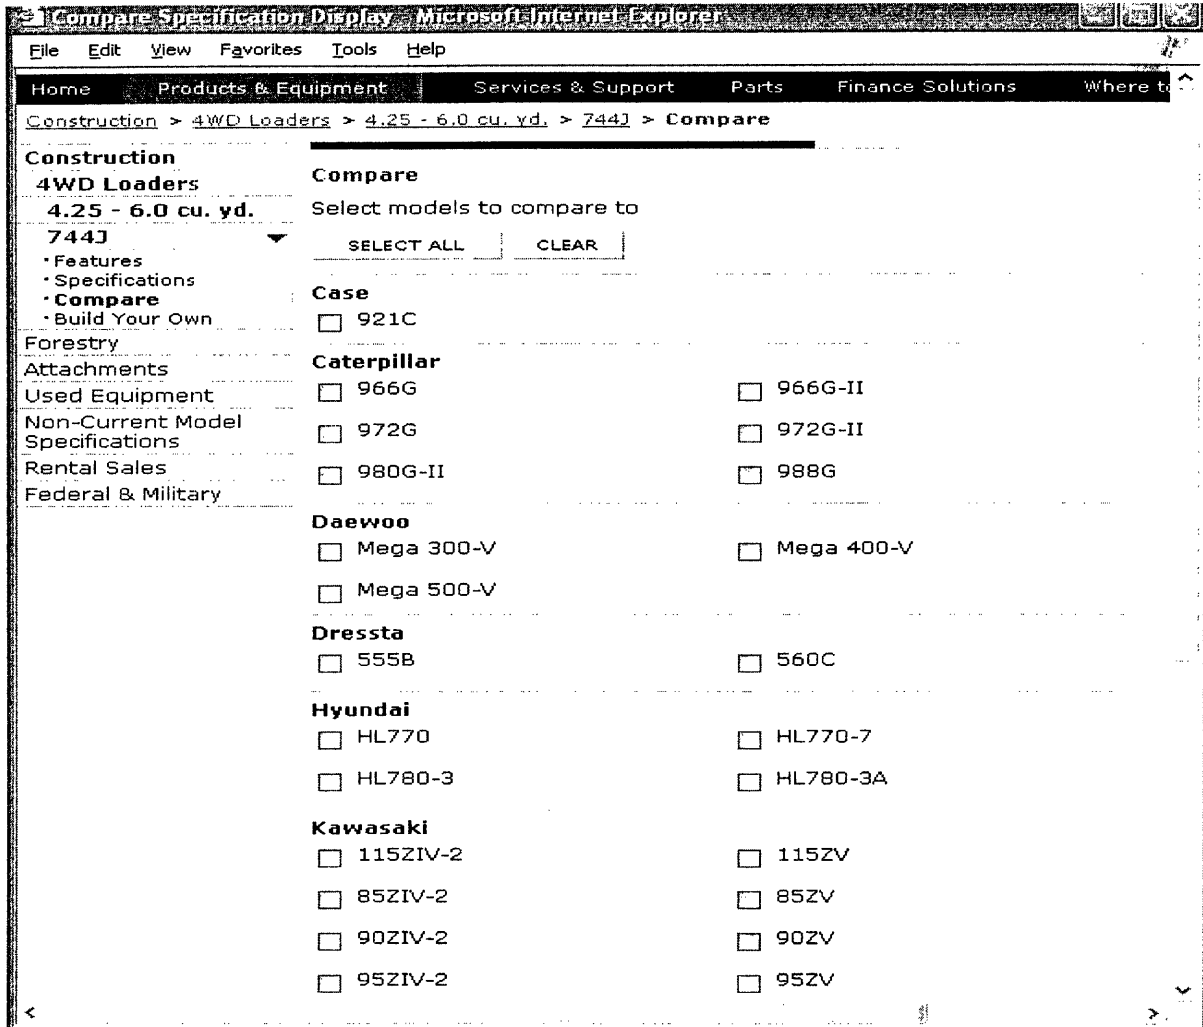 Compare Specification Display - Microsoft Internet Explorer
File Edit View Favorites Tools Help
Home Products & Equipment Services & Support Parts Finance Solutions Where to
Construction > 4WD Loaders > 4.25 - 6.0 cu. yd. > 744J > Compare
Construction
4WD Loaders
4.25 - 6.0 cu. yd.
744J
· Features
· Specifications
· Compare
· Build Your Own
Forestry
Attachments
Used Equipment
Non-Current Model
Specifications
Rental Sales
Federal & Military
Compare
Select models to compare to
SELECT ALL CLEAR
Case
921C
Caterpillar
966G 966G-II
972G 972G-II
980G-II 988G
Daewoo
Mega 300-V Mega 400-V
Mega 500-V
Dressta
555B 560C
Hyundai
HL770 HL770-7
HL780-3 HL780-3A
Kawasaki
115ZIV-2 115ZV
85ZIV-2 85ZV
90ZIV-2 90ZV
95ZIV-2 95ZV